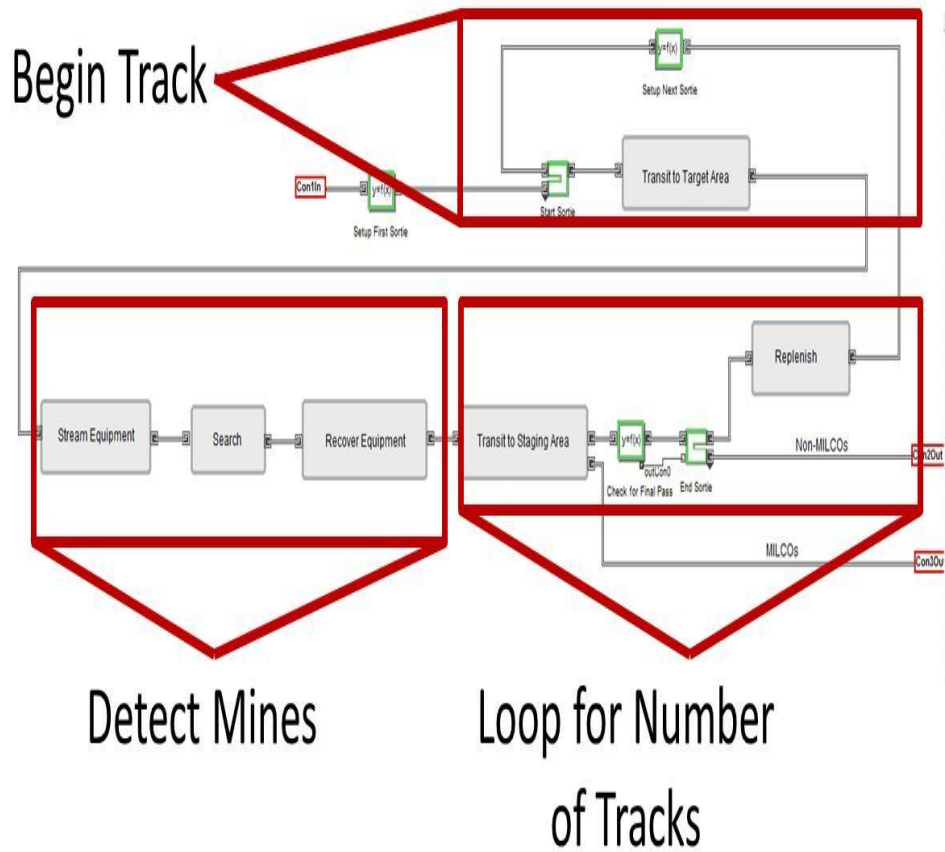 Begin Track
y=f(x)
Setup Next Sortie
Transit to Target Area
Con1In
y=f(x)
Start Sortie
Setup First Sortie
Replenish
Stream Equipment
Search
Recover Equipment
Transit to Staging Area
y=f(x)
Non-MILCOs
Con2Out
outCon0
Check for Final Pass
End Sortie
MILCOs
Con3Ou
Detect Mines
Loop for Number
of Tracks